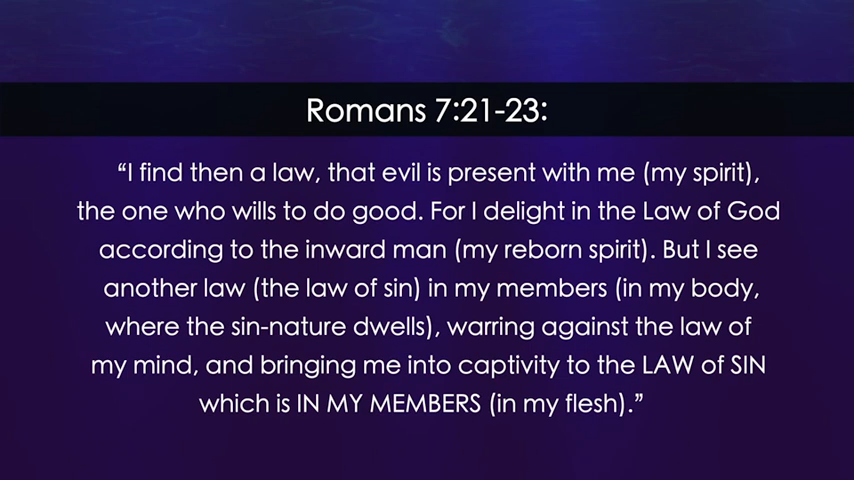 Romans 7:21-23:
“I find then a law, that evil is present with me (my spirit),
the one who wills to do good. For I delight in the Law of God
according to the inward man (my reborn spirit). But I see
another law (the law of sin) in my members (in my body,
where the sin-nature dwells), warring against the law of
my mind, and bringing me into captivity to the LAW of SIN
which is IN MY MEMBERS (in my flesh).”